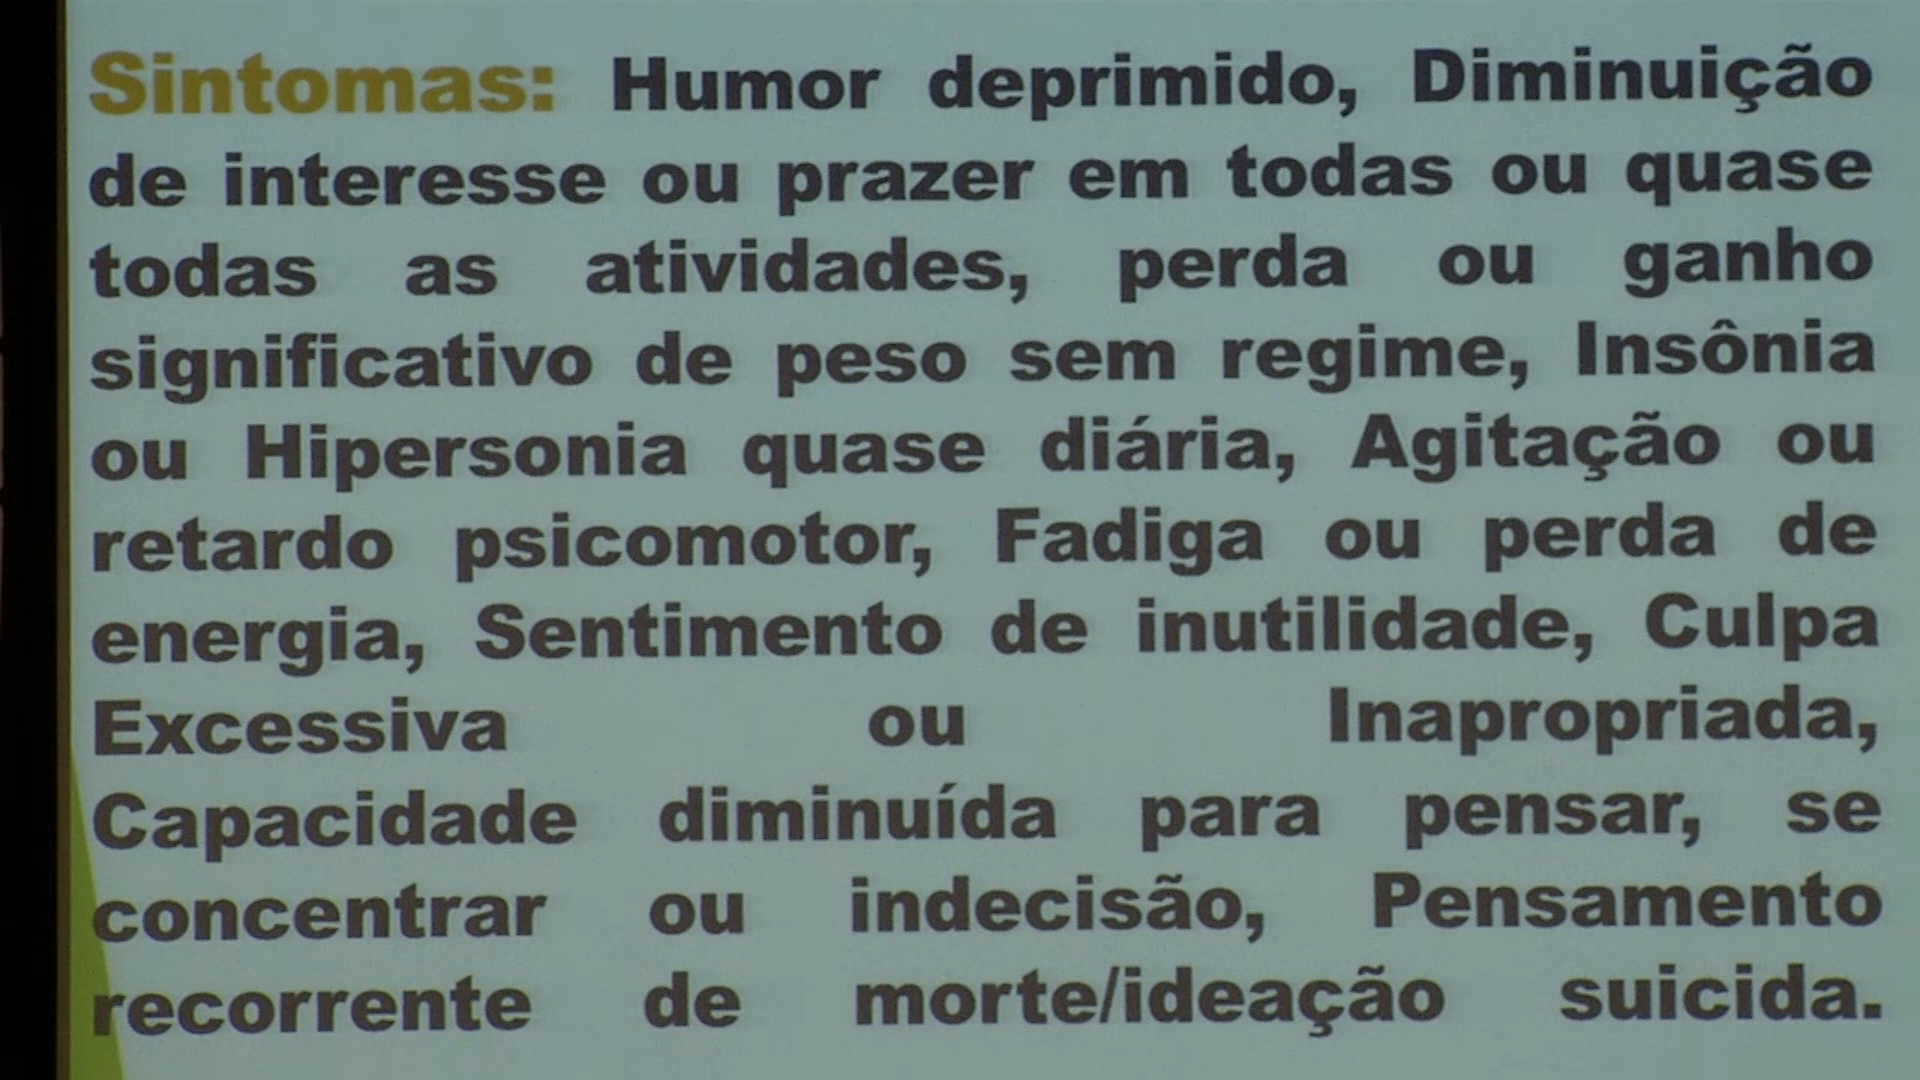 Sintomas: Humor deprimido, Diminuição
de interesse ou prazer em todas ou quase
todas as atividades, perda ou ganho
significativo de peso sem regime, Insônia
ou Hipersonia quase diária, Agitação ou
retardo psicomotor, Fadiga ou perda de
energia, Sentimento de inutilidade, Culpa
Excessiva ou Inapropriada,
Capacidade diminuída para pensar, se
concentrar ou indecisão, Pensamento
recorrente de morte/ideação suicida.